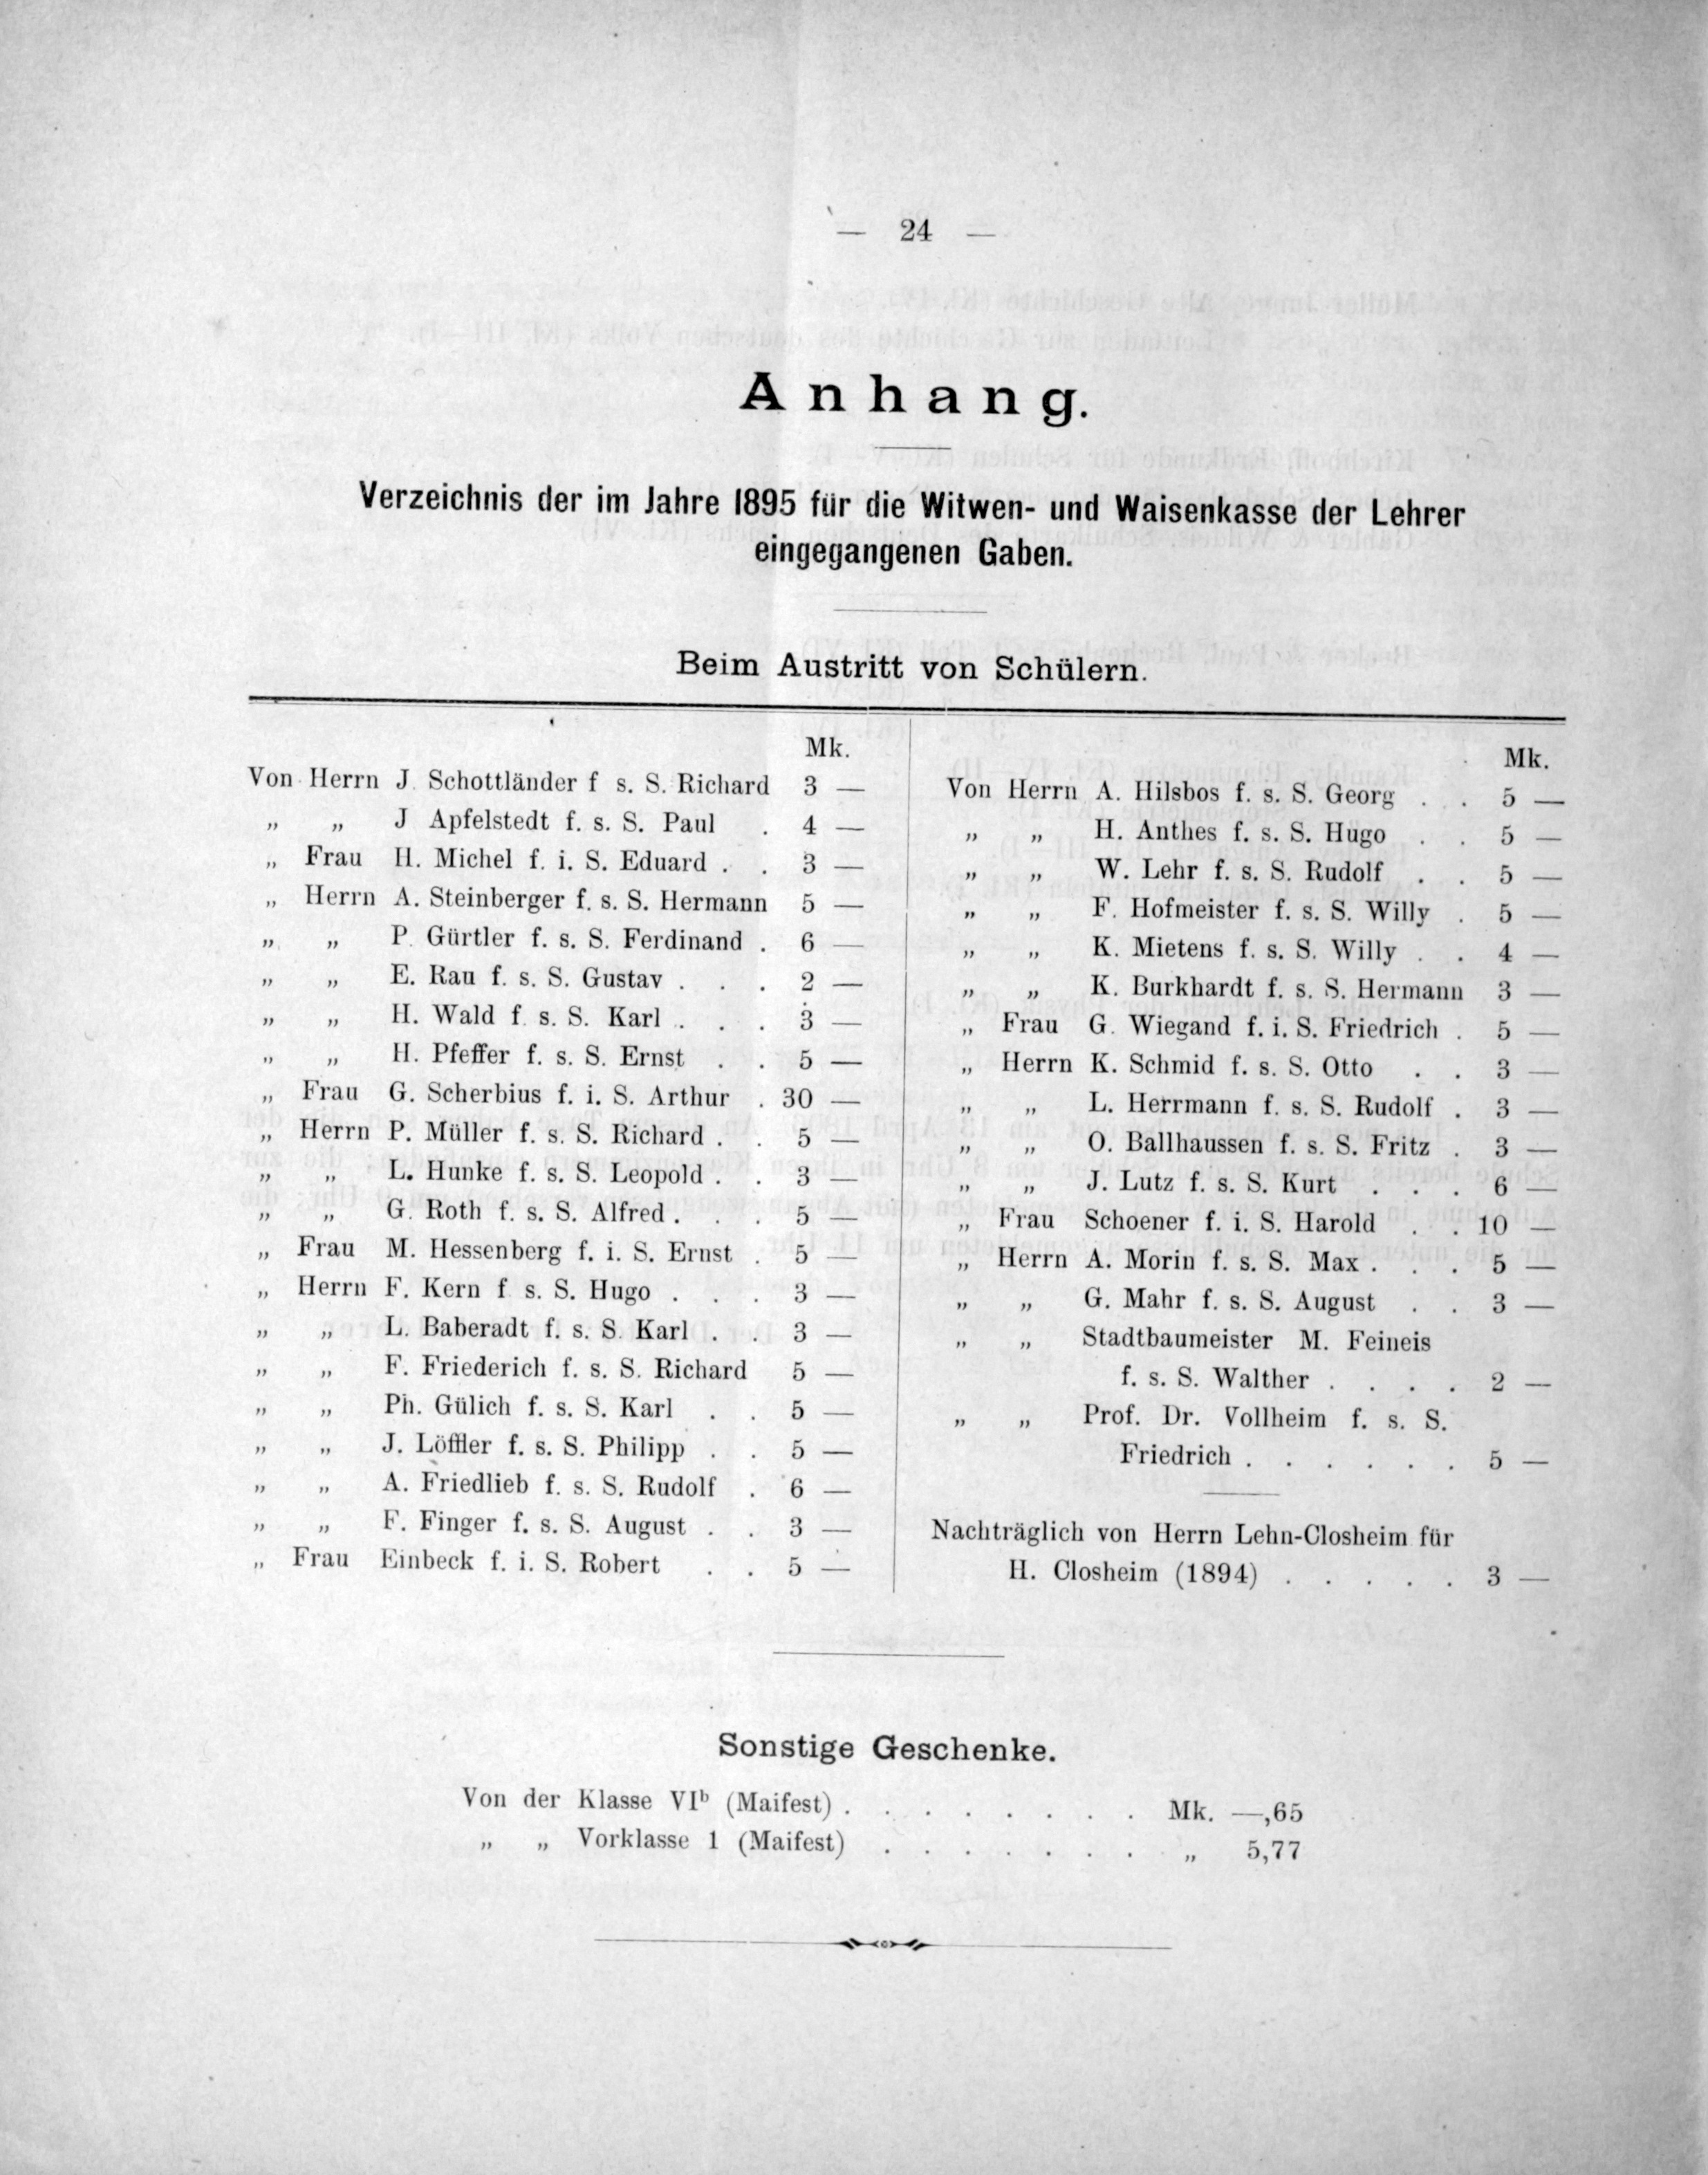 — 24 —
Anhang.
Verzeichnis der im Jahre 1895 für die Witwen- und Waisenkasse der Lehrer
eingegangenen Gaben.
Beim Austritt von Schülern.
Mk.
Von Herrn J. Schottländer f s. S. Richard 3 —
„ „ J Apfelstedt f. s. S. Paul . 4 —
„ Frau H. Michel f. i. S. Eduard . . 3 —
„ Herrn A. Steinberger f. s. S. Hermann 5 —
„ „ P. Gürtler f. s. S. Ferdinand . 6 —
„ „ E. Rau f. s. S. Gustav . . . 2 —
„ „ H. Wald f. s. S. Karl . . . 3 —
„ „ H. Pfeffer f. s. S. Ernst . . 5 —
„ Frau G. Scherbius f. i. S. Arthur . 30 —
„ Herrn P. Müller f. s. S. Richard . . 5 —
„ „ L. Hunke f. s. S. Leopold . . 3 —
„ „ G. Roth f. s. S. Alfred . . . 5 —
„ Frau M. Hessenberg f. i. S. Ernst . 5 —
„ Herrn F. Kern f s. S. Hugo . . . 3 —
„ „ L. Baberadt f. s. S. Karl . . 3 —
„ „ F. Friederich f. s. S. Richard 5 —
„ „ Ph. Gülich f. s. S. Karl . . 5 —
„ „ J. Löffler f. s. S. Philipp . . 5 —
„ „ A. Friedlieb f. s. S. Rudolf . 6 —
„ „ F. Finger f. s. S. August . . 3 —
„ Frau Einbeck f. i. S. Robert . . 5 —
Mk.
Von Herrn A. Hilsbos f. s. S. Georg . . 5 —
„ „ H. Anthes f. s. S. Hugo . . 5 —
„ „ W. Lehr f. s. S. Rudolf . . 5 —
„ „ F. Hofmeister f. s. S. Willy . 5 —
„ „ K. Mietens f. s. S. Willy . . 4 —
„ „ K. Burkhardt f. s. S. Hermann 3 —
„ Frau G. Wiegand f. i. S. Friedrich . 5 —
„ Herrn K. Schmid f. s. S. Otto . . 3 —
„ „ L. Herrmann f. s. S. Rudolf . 3 —
„ „ O. Ballhaussen f. s. S. Fritz . 3 —
„ „ J. Lutz f. s. S. Kurt . . . 6 —
„ Frau Schoener f. i. S. Harold . . 10 —
„ Herrn A. Morin f. s. S. Max . . . 5 —
„ „ G. Mahr f. s. S. August . . 3 —
„ „ Stadtbaumeister M. Feineis
f. s. S. Walther . . . . 2 —
„ „ Prof. Dr. Vollheim f. s. S.
Friedrich . . . . . . 5 —
Nachträglich von Herrn Lehn-Closheim für
H. Closheim (1894) . . . . . 3 —
Sonstige Geschenke.
Von der Klasse VIᵇ (Maifest) . . . . . . . . Mk. —,65
„ „ Vorklasse 1 (Maifest) . . . . . . . „ 5,77